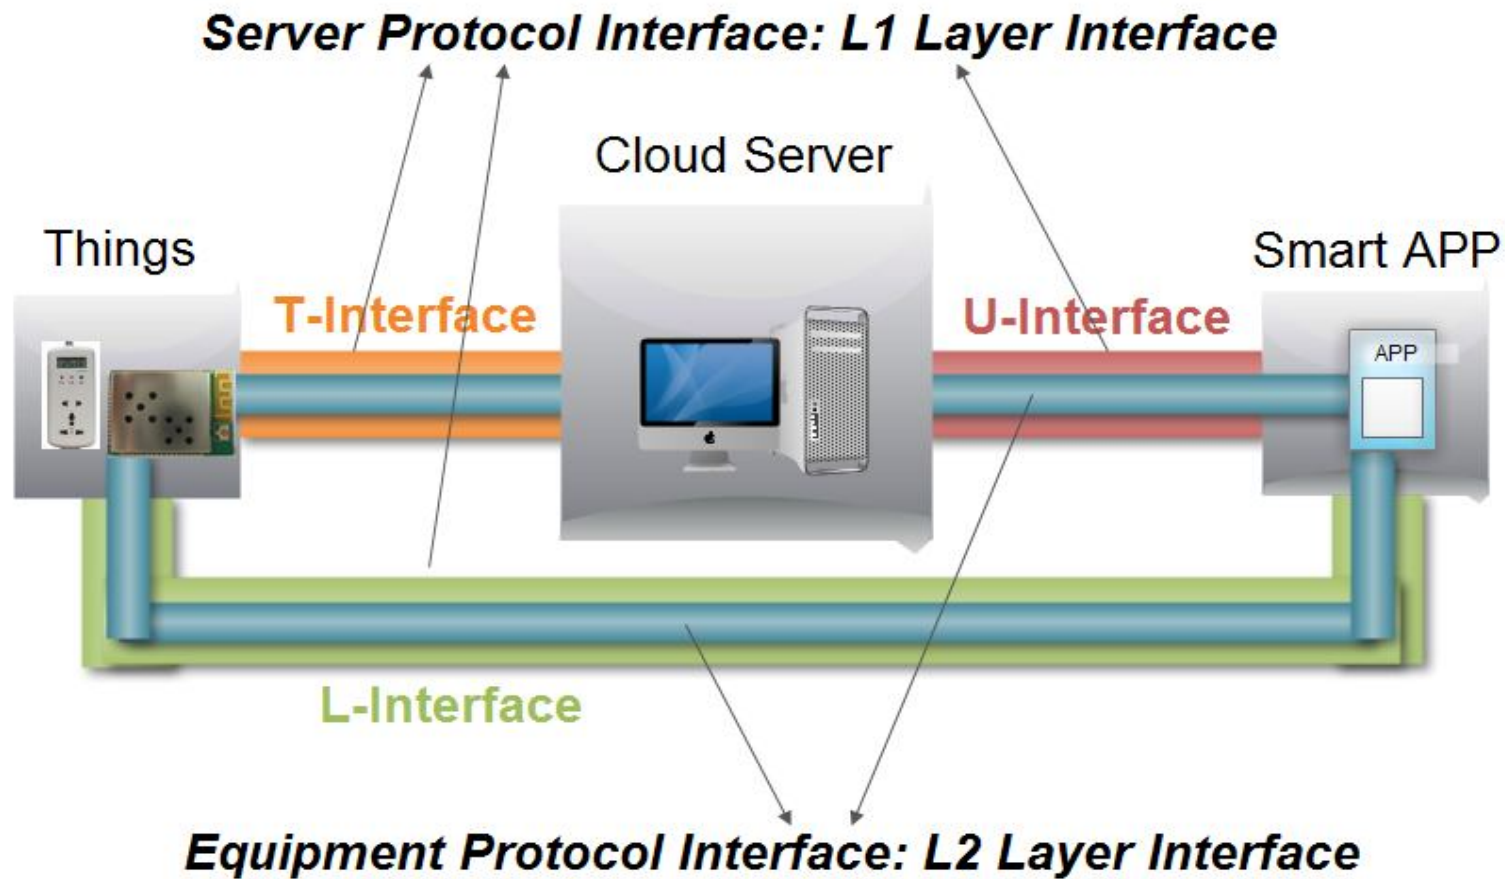 Server Protocol Interface: L1 Layer Interface
Cloud Server
Things
Smart APP
T-Interface
U-Interface
APP
L-Interface
Equipment Protocol Interface: L2 Layer Interface